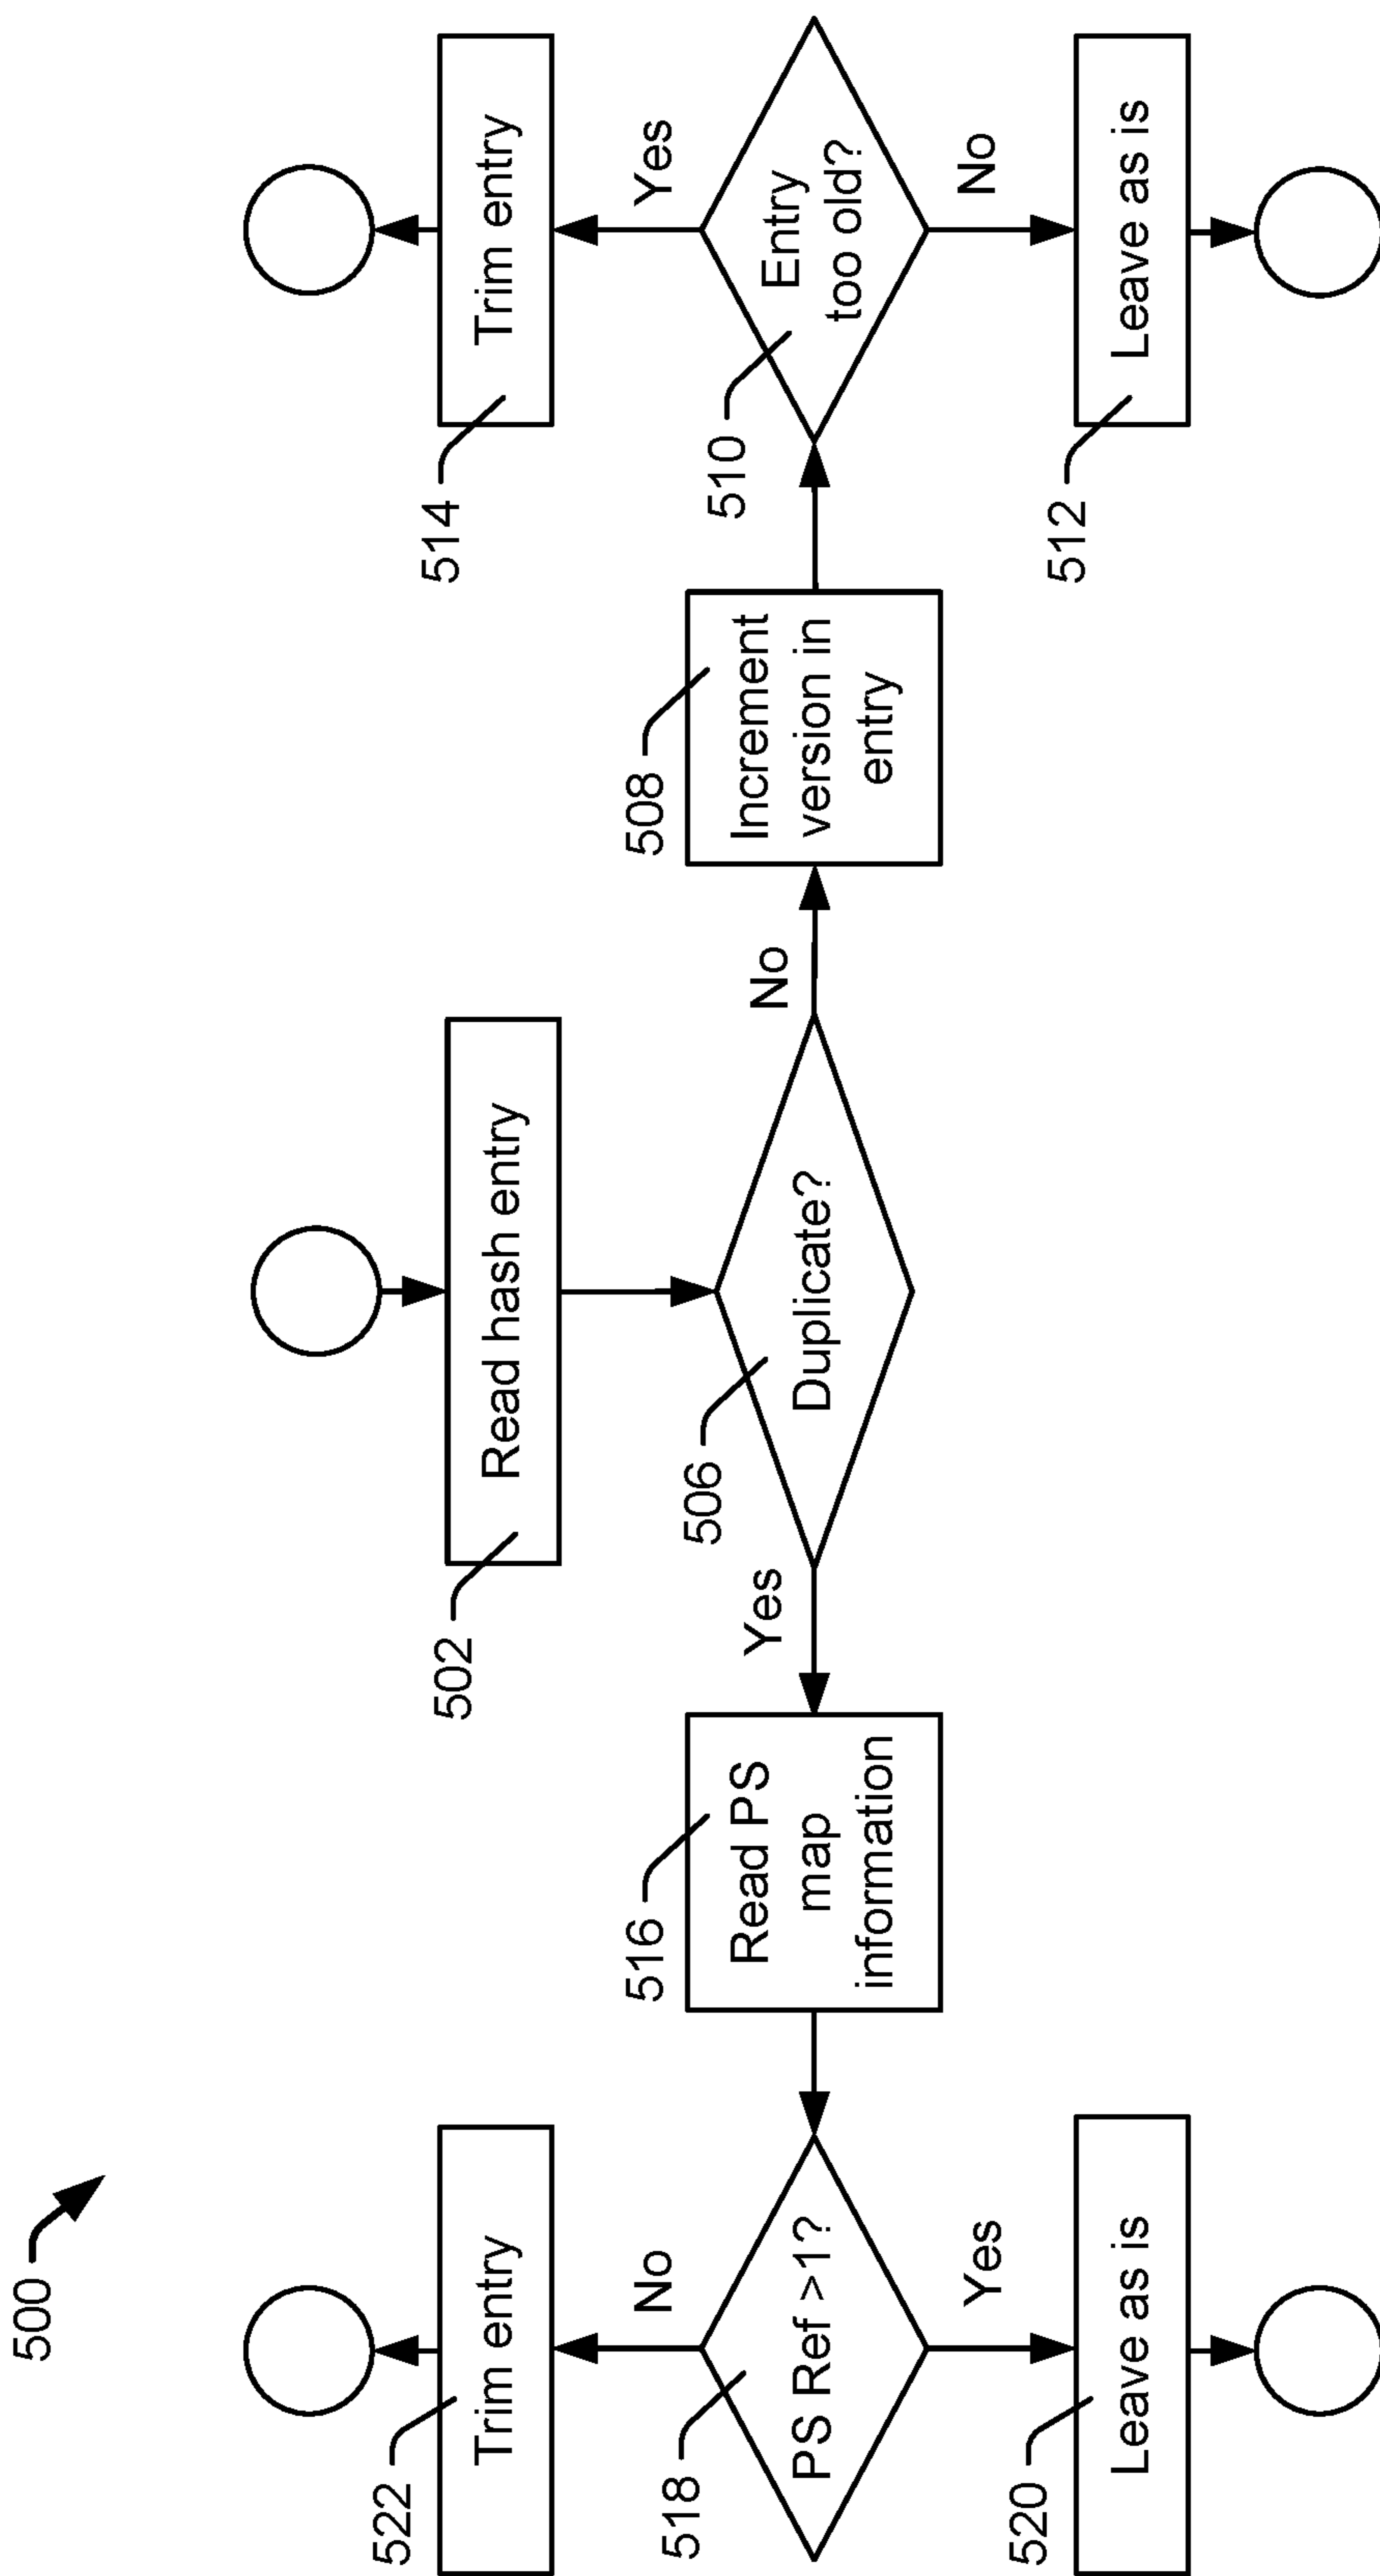 500
502
Read hash entry
506
Duplicate?
Yes
No
516
Read PS
map
information
508
Increment
version in
entry
522
Trim entry
No
518
PS Ref >1?
Yes
520
Leave as is
514
Trim entry
Yes
510
Entry
too old?
No
512
Leave as is